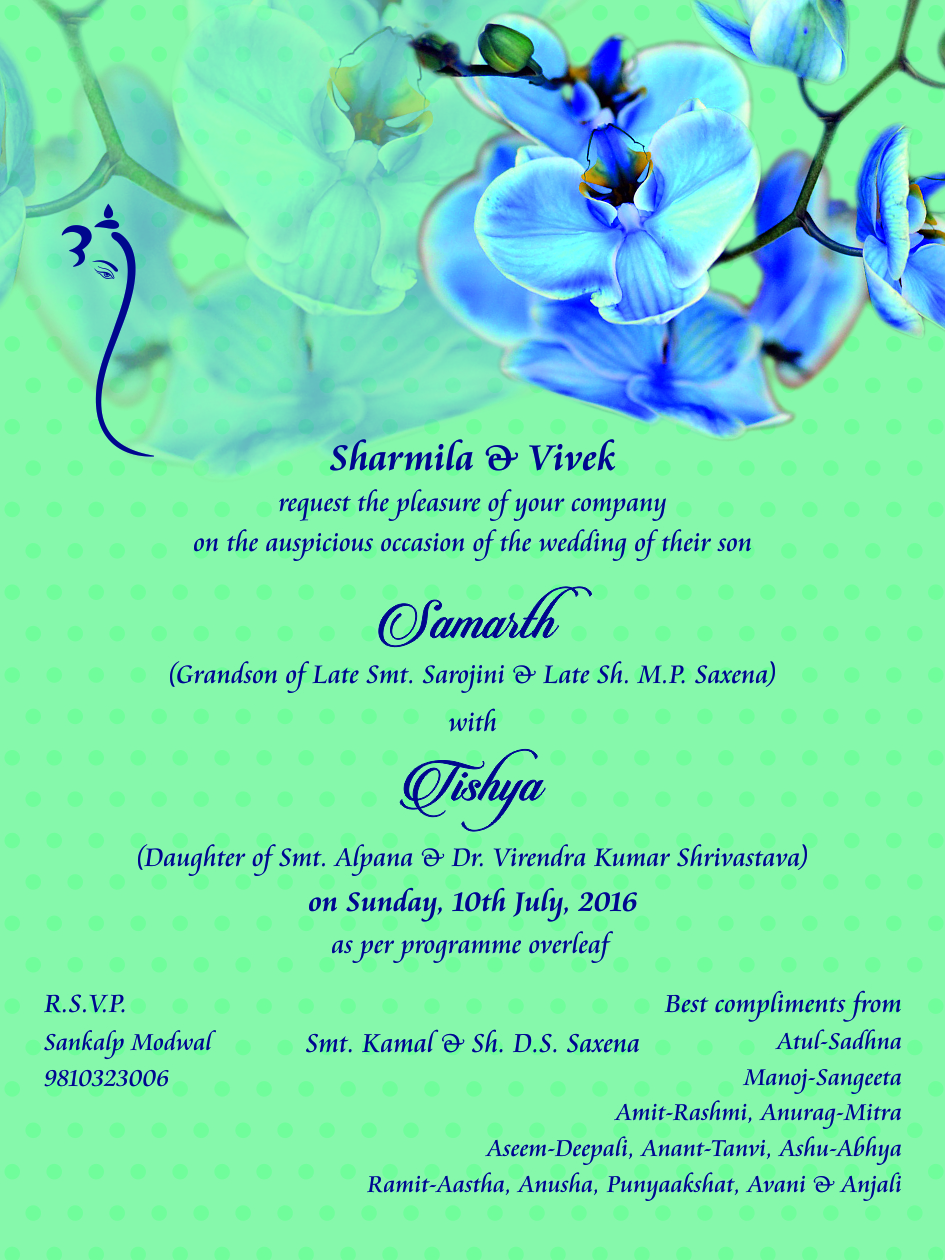 Sharmila & Vivek
request the pleasure of your company
on the auspicious occasion of the wedding of their son
Samarth
(Grandson of Late Smt. Sarojini & Late Sh. M.P. Saxena)
with
Tishya
(Daughter of Smt. Alpana & Dr. Virendra Kumar Shrivastava)
on Sunday, 10th July, 2016
as per programme overleaf
R.S.V.P.
Sankalp Modwal
9810323006
Smt. Kamal & Sh. D.S. Saxena
Best compliments from
Atul-Sadhna
Manoj-Sangeeta
Amit-Rashmi, Anurag-Mitra
Aseem-Deepali, Anant-Tanvi, Ashu-Abhya
Ramit-Aastha, Anusha, Punyaakshat, Avani & Anjali